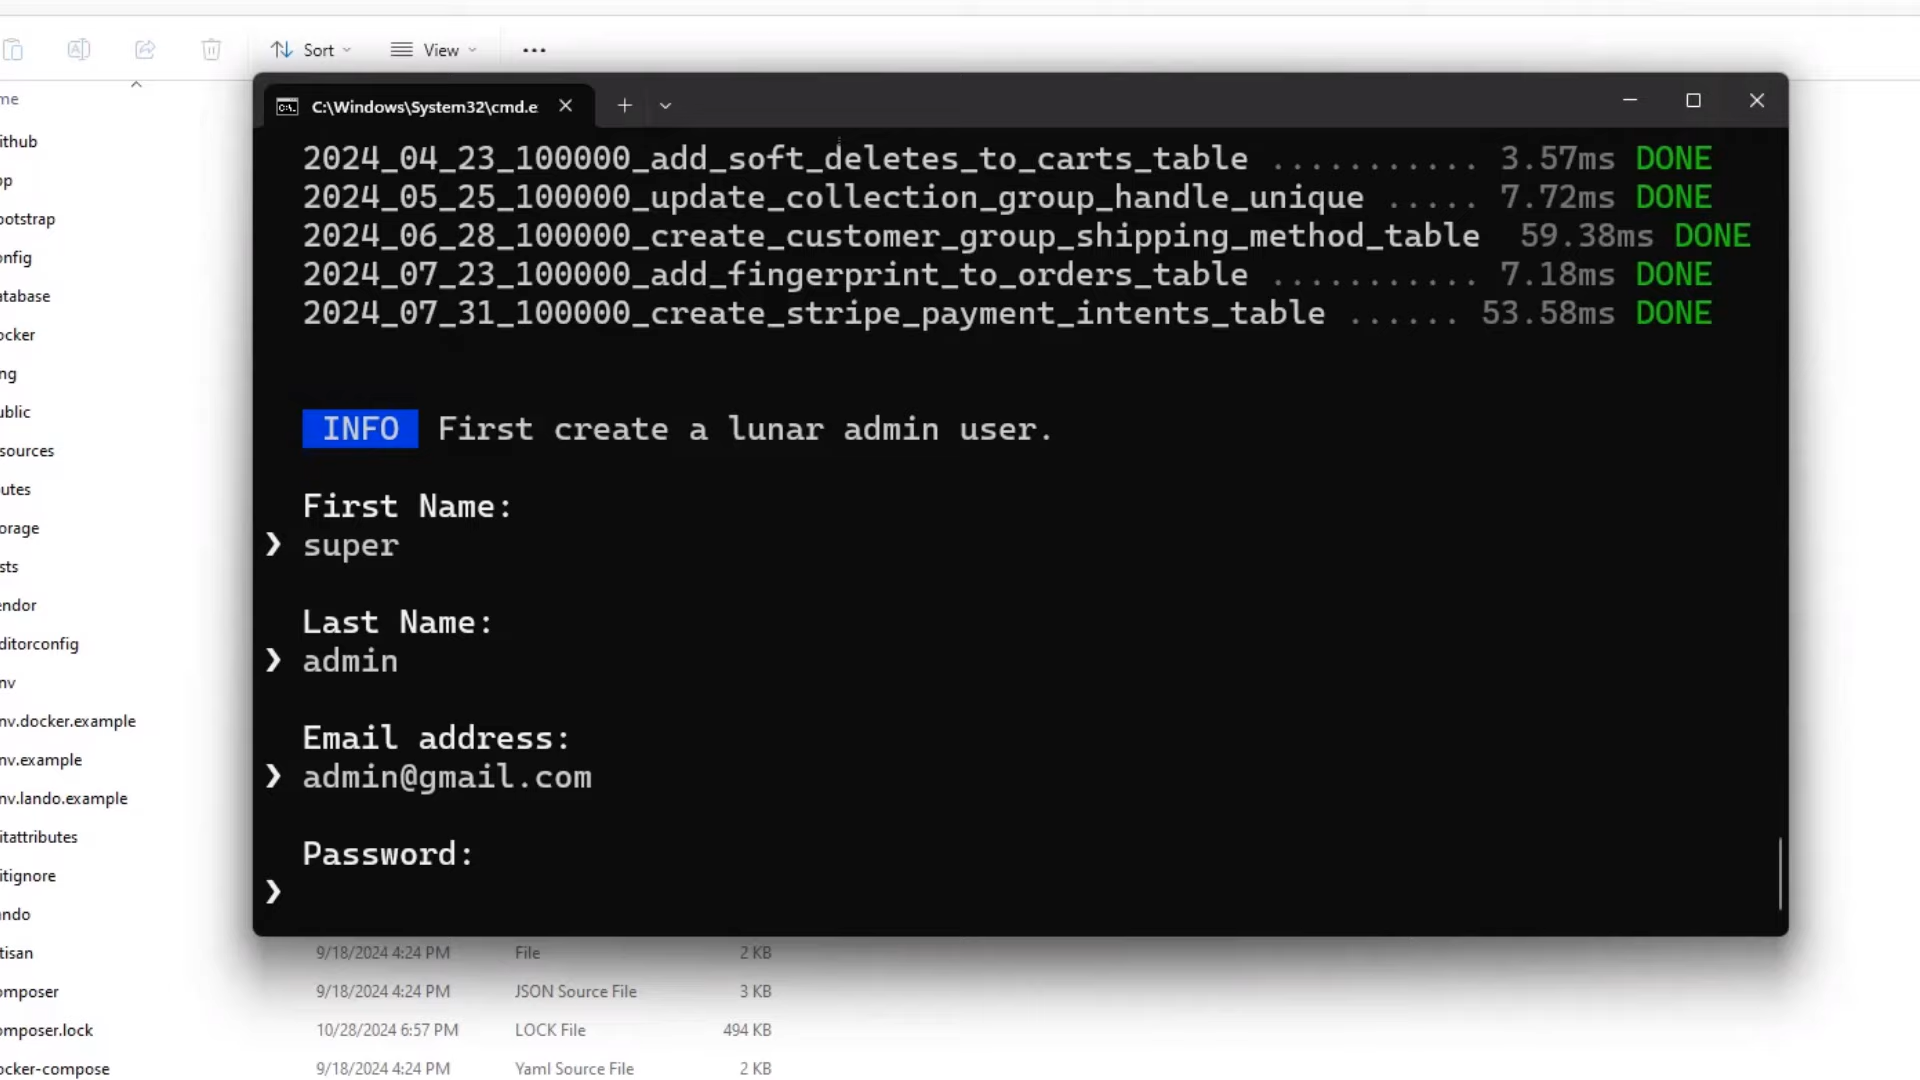 Sort
View
me
C:\Windows\System32\cmd.e
ithub
pp
ootstrap
onfig
atabase
ocker
ng
ublic
sources
utes
orage
sts
endor
ditorconfig
nv
nv.docker.example
nv.example
nv.lando.example
itattributes
itignore
ando
2024_04_23_100000_add_soft_deletes_to_carts_table ........... 3.57ms DONE
2024_05_25_100000_update_collection_group_handle_unique ..... 7.72ms DONE
2024_06_28_100000_create_customer_group_shipping_method_table 59.38ms DONE
2024_07_23_100000_add_fingerprint_to_orders_table ........... 7.18ms DONE
2024_07_31_100000_create_stripe_payment_intents_table ...... 53.58ms DONE
INFO First create a lunar admin user.
First Name:
❯ super
Last Name:
❯ admin
Email address:
❯ admin@gmail.com
Password:
❯
tisan 9/18/2024 4:24 PM File 2 KB
omposer 9/18/2024 4:24 PM JSON Source File 3 KB
omposer.lock 10/28/2024 6:57 PM LOCK File 494 KB
ocker-compose 9/18/2024 4:24 PM Yaml Source File 2 KB